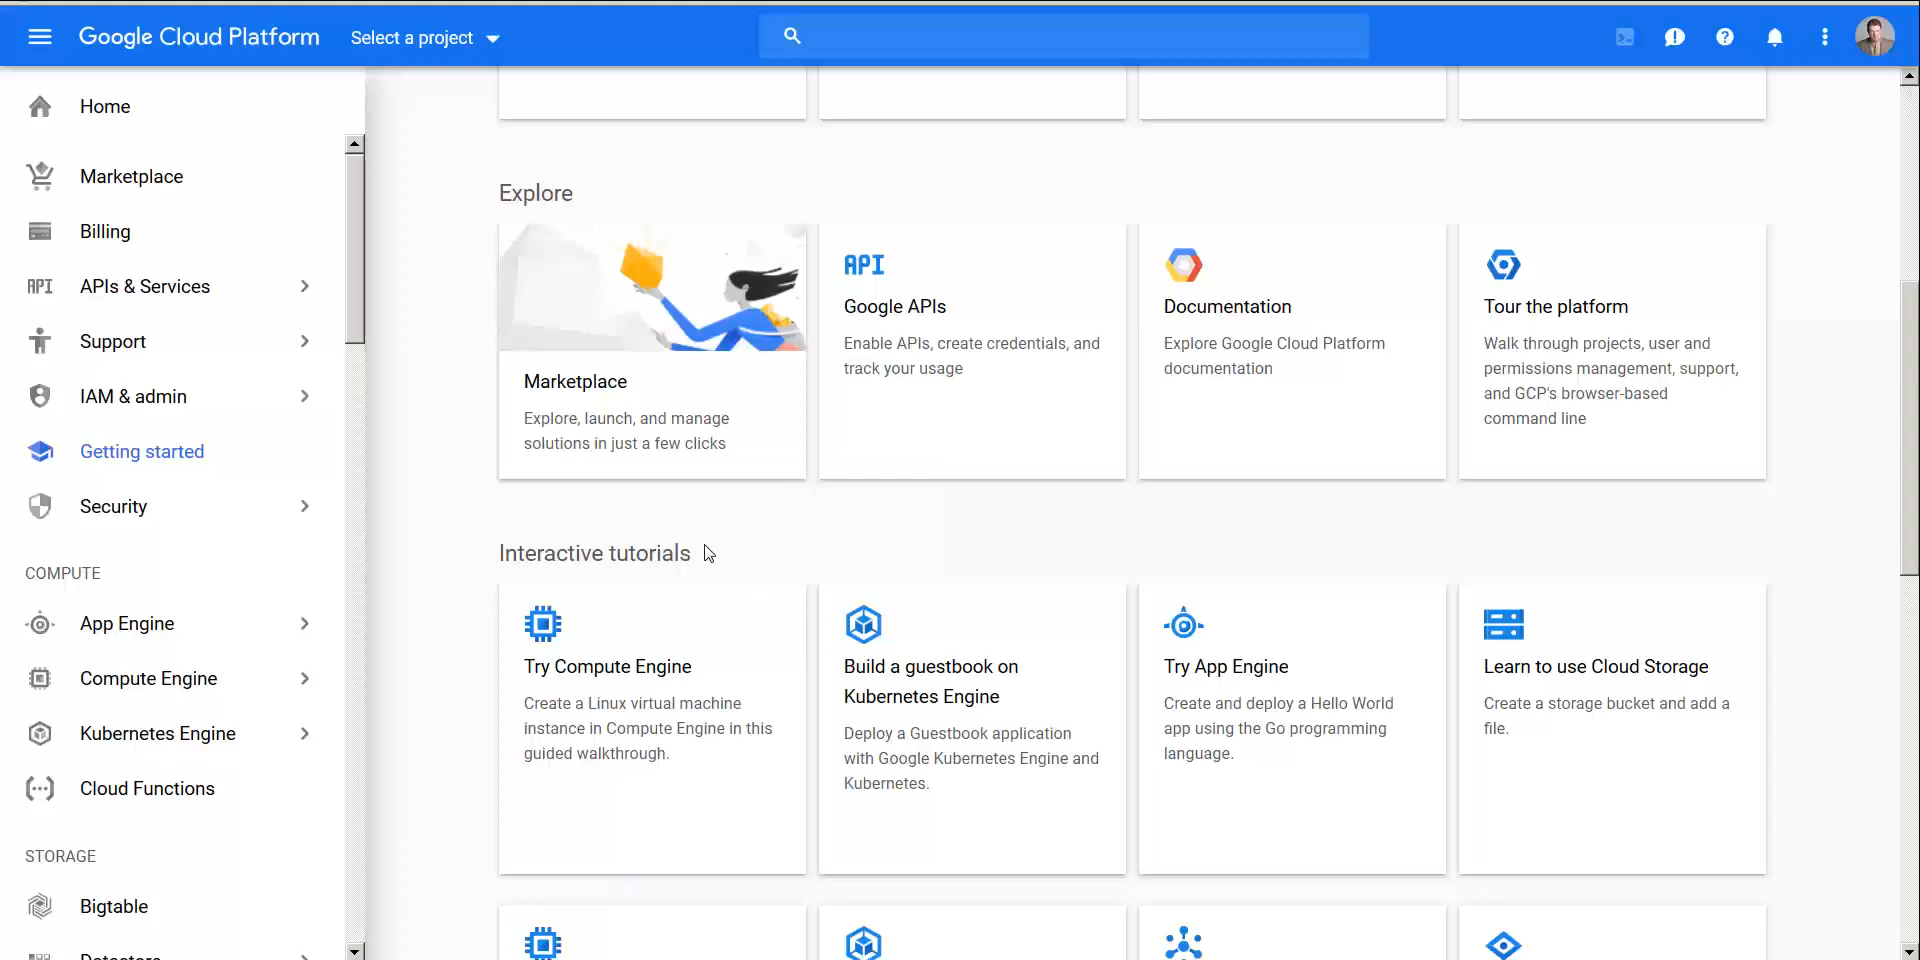 Google Cloud Platform
Select a project
Home
Marketplace
Billing
API
APIs & Services
Support
IAM & admin
Getting started
Security
COMPUTE
App Engine
Compute Engine
Kubernetes Engine
Cloud Functions
STORAGE
Bigtable
Datastore
Explore
Marketplace
Explore, launch, and manage
solutions in just a few clicks
API
Google APIs
Enable APIs, create credentials, and
track your usage
Documentation
Explore Google Cloud Platform
documentation
Tour the platform
Walk through projects, user and
permissions management, support,
and GCP's browser-based
command line
Interactive tutorials
Try Compute Engine
Create a Linux virtual machine
instance in Compute Engine in this
guided walkthrough.
Build a guestbook on
Kubernetes Engine
Deploy a Guestbook application
with Google Kubernetes Engine and
Kubernetes.
Try App Engine
Create and deploy a Hello World
app using the Go programming
language.
Learn to use Cloud Storage
Create a storage bucket and add a
file.